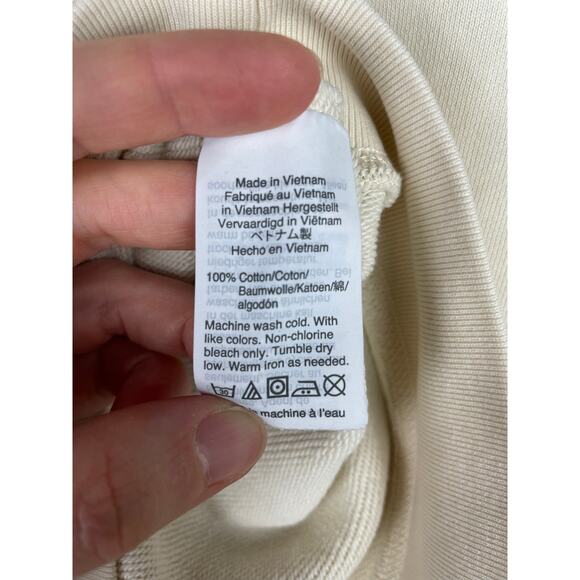 Made in Vietnam
Fabriqué au Vietnam
in Vietnam Hergestellt
Vervaardigd in Viëtnam
ベトナム製
Hecho en Vietnam
100% Cotton/Coton/
Baumwolle/Katoen/綿/
algodón
Machine wash cold. With
like colors. Non-chlorine
bleach only. Tumble dry
low. Warm iron as needed.
30
machine à l'eau